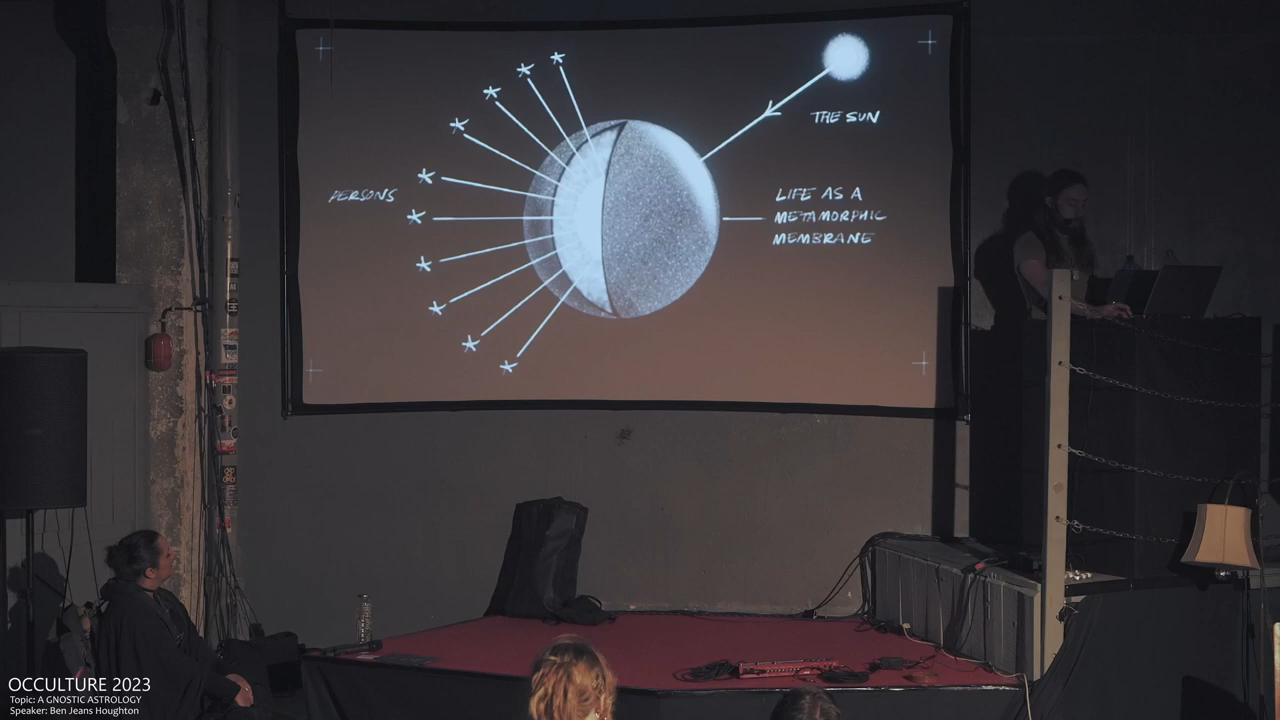 THE SUN
PERSONS
LIFE AS A
METAMORPHIC
MEMBRANE
OCCULTURE 2023
Topic: A GNOSTIC ASTROLOGY
Speaker: Ben Jeans Houghton